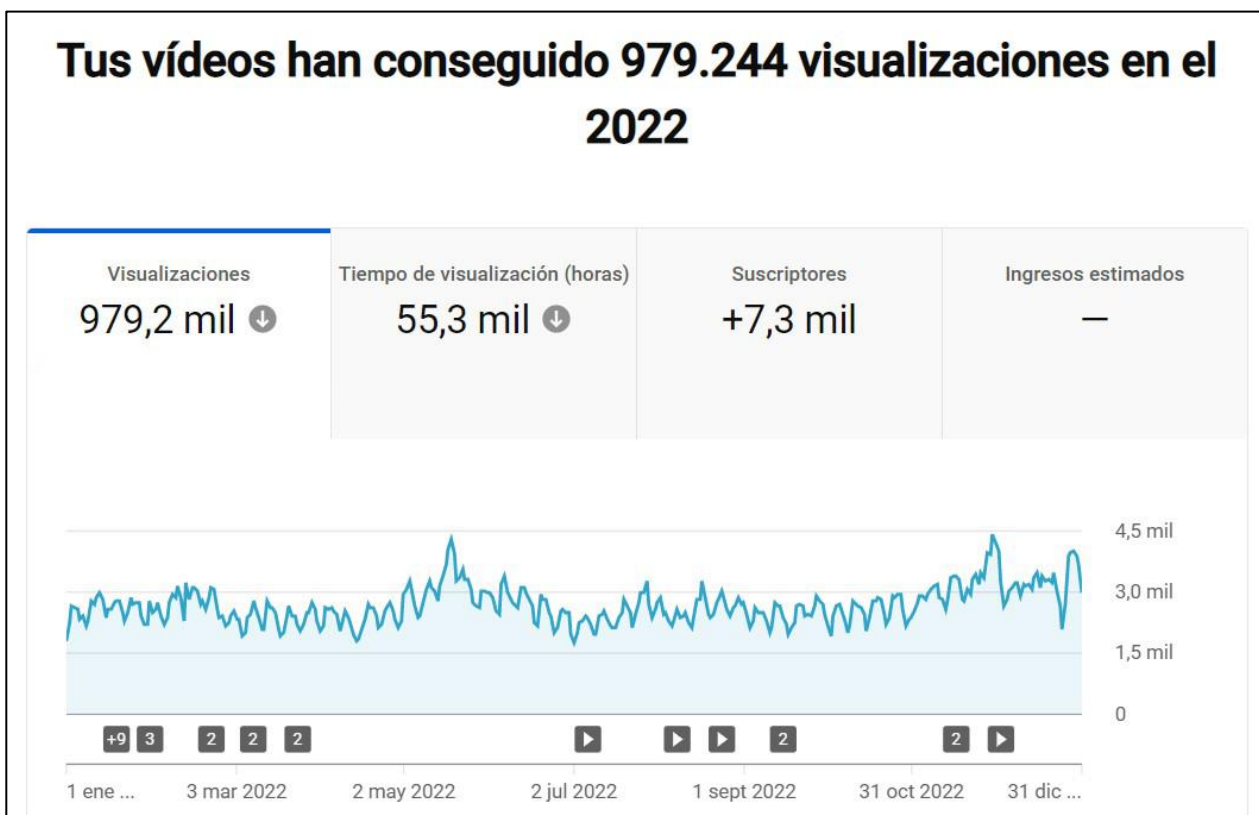 Tus vídeos han conseguido 979.244 visualizaciones en el
2022
Visualizaciones
979,2 mil
Tiempo de visualización (horas)
55,3 mil
Suscriptores
+7,3 mil
Ingresos estimados
—
4,5 mil
3,0 mil
1,5 mil
0
+9 3 2 2 2 2 2
1 ene ... 3 mar 2022 2 may 2022 2 jul 2022 1 sept 2022 31 oct 2022 31 dic ...